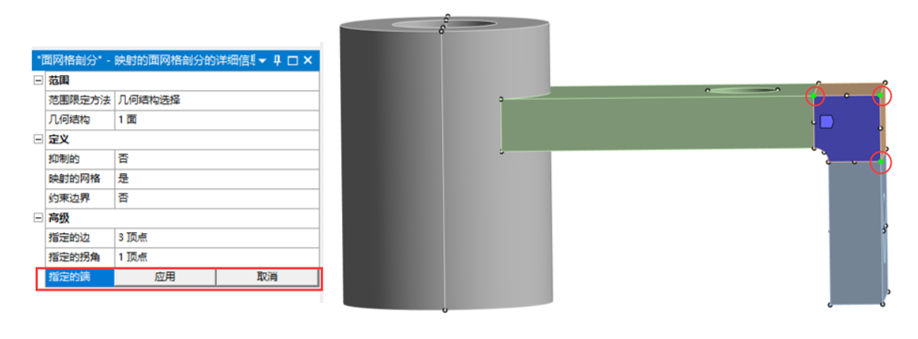 "面网格剖分" - 映射的面网格剖分的详细信息
范围
范围限定方法 几何结构选择
几何结构 1 面
定义
抑制的 否
映射的网格 是
约束边界 否
高级
指定的边 3 顶点
指定的拐角 1 顶点
指定的端 应用 取消